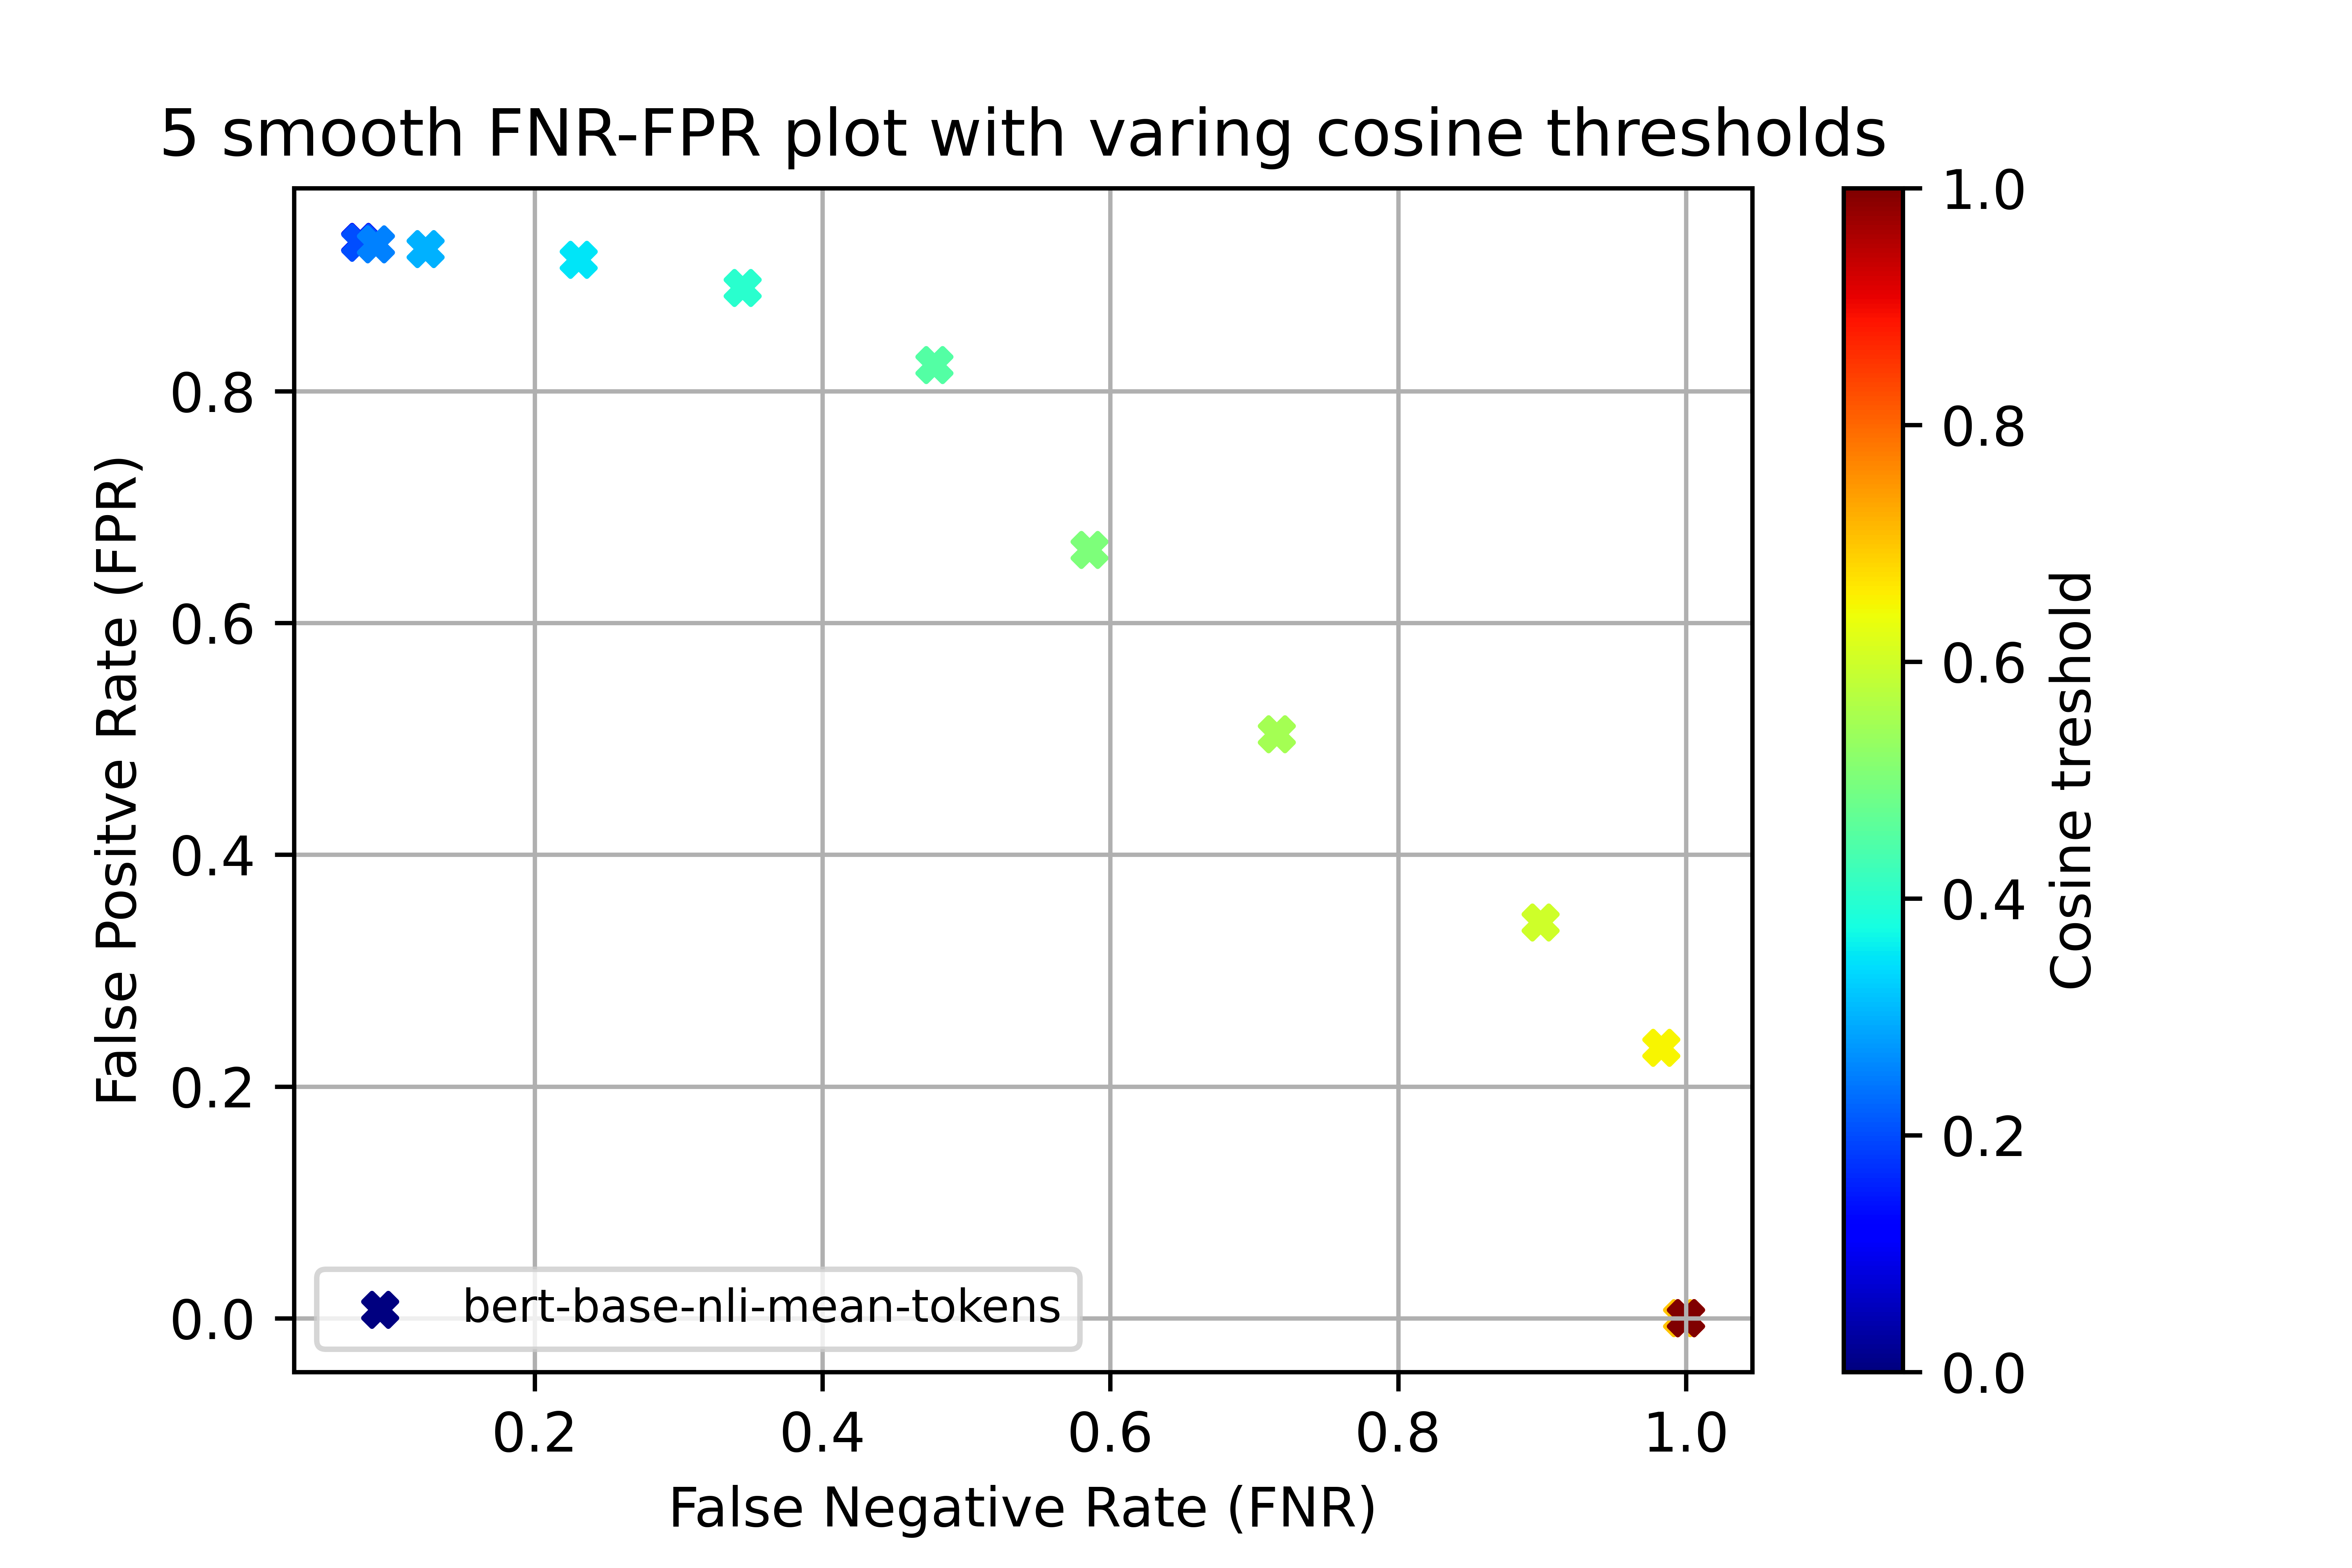 5 smooth FNR-FPR plot with varing cosine thresholds
False Positve Rate (FPR)
0.8
0.6
0.4
0.2
0.0
bert-base-nli-mean-tokens
0.2 0.4 0.6 0.8 1.0
False Negative Rate (FNR)
1.0
0.8
0.6
0.4
0.2
0.0
Cosine treshold